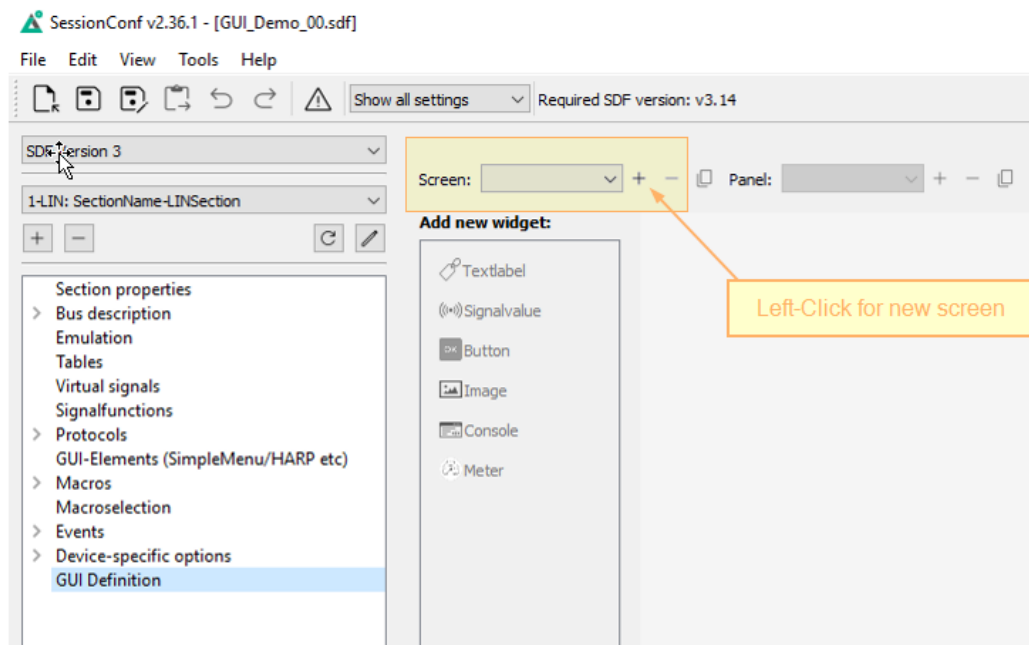 SessionConf v2.36.1 - [GUI_Demo_00.sdf]
File Edit View Tools Help
Show all settings Required SDF version: v3.14
SDF Version 3
1-LIN: SectionName-LINSection
Screen: Panel:
Add new widget:
Textlabel
Signalvalue
OK Button
Image
Console
Meter
Left-Click for new screen
Section properties
Bus description
Emulation
Tables
Virtual signals
Signalfunctions
Protocols
GUI-Elements (SimpleMenu/HARP etc)
Macros
Macroselection
Events
Device-specific options
GUI Definition